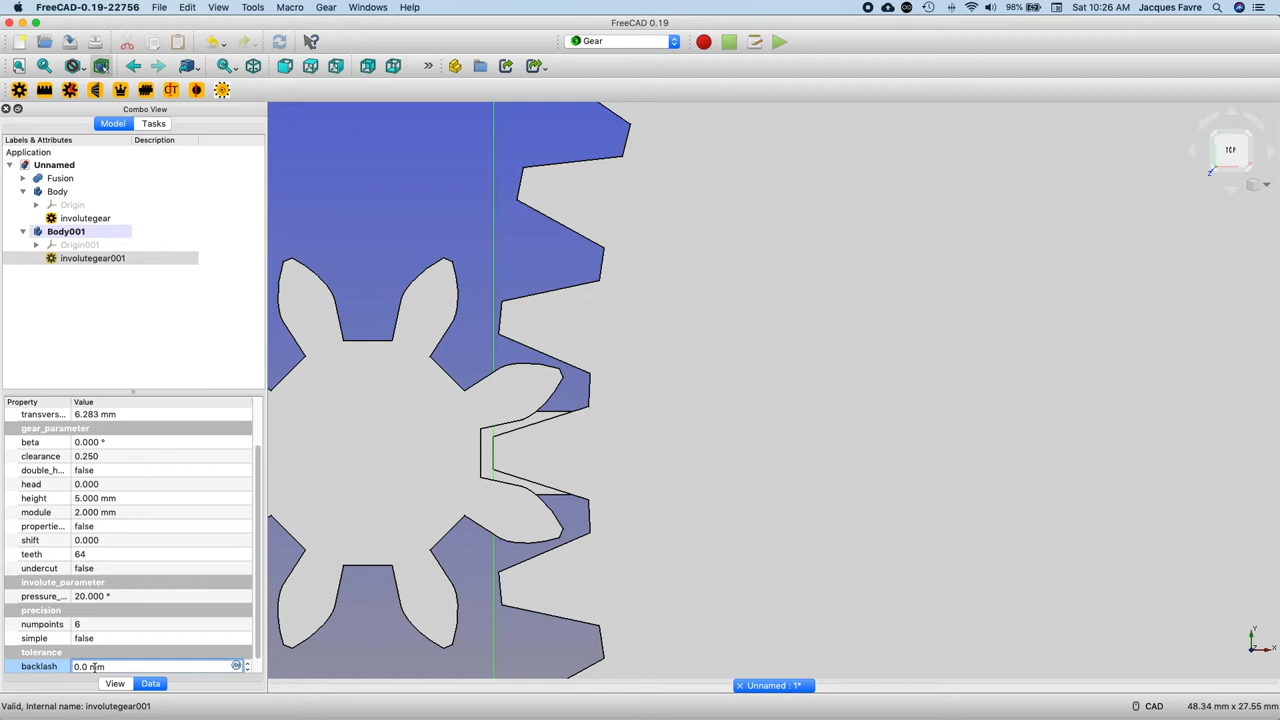 FreeCAD-0.19-22756 File Edit View Tools Macro Gear Windows Help 98% Sat 10:26 AM Jacques Favre
FreeCAD 0.19
Gear
Combo View
Model Tasks
Labels & Attributes Description
Application
Unnamed
Fusion
Body
Origin
involutegear
Body001
Origin001
involutegear001
Property Value
transvers... 6.283 mm
gear_parameter
beta 0.000 °
clearance 0.250
double_h... false
head 0.000
height 5.000 mm
module 2.000 mm
propertie... false
shift 0.000
teeth 64
undercut false
involute_parameter
pressure_... 20.000 °
precision
numpoints 6
simple false
tolerance
backlash 0.0 mm
View Data
Unnamed : 1*
Valid, Internal name: involutegear001 CAD 48.34 mm x 27.55 mm
TOP
Y
X
Z